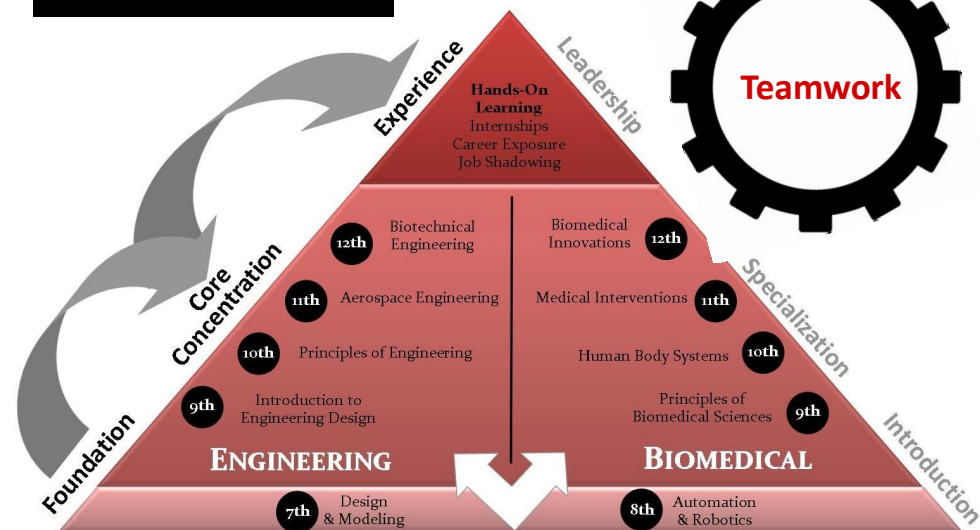 Teamwork
Experience
Leadership
Hands-On
Learning
Internships
Career Exposure
Job Shadowing
Core
Concentration
Specialization
12th
Biotechnical
Engineering
11th
Aerospace Engineering
10th
Principles of Engineering
9th
Introduction to
Engineering Design
ENGINEERING
Biomedical
Innovations
12th
Medical Interventions
11th
Human Body Systems
10th
Principles of
Biomedical Sciences
9th
BIOMEDICAL
Foundation
Introduction
7th
Design
& Modeling
8th
Automation
& Robotics